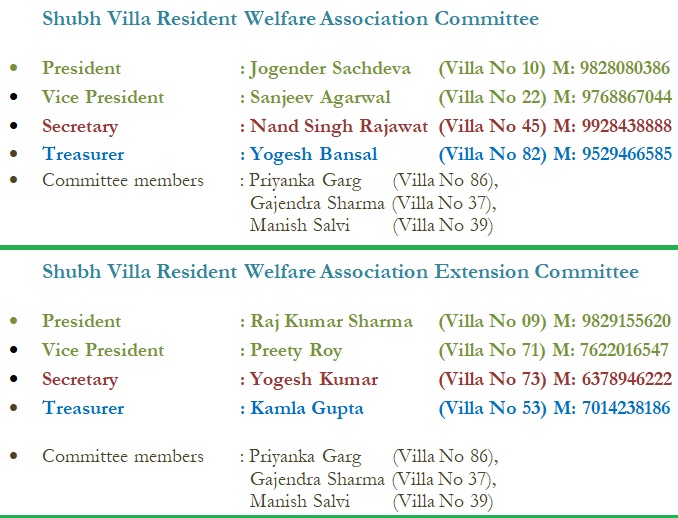 Shubh Villa Resident Welfare Association Committee
• President : Jogender Sachdeva (Villa No 10) M: 9828080386
• Vice President : Sanjeev Agarwal (Villa No 22) M: 9768867044
• Secretary : Nand Singh Rajawat (Villa No 45) M: 9928438888
• Treasurer : Yogesh Bansal (Villa No 82) M: 9529466585
• Committee members : Priyanka Garg (Villa No 86),
Gajendra Sharma (Villa No 37),
Manish Salvi (Villa No 39)
Shubh Villa Resident Welfare Association Extension Committee
• President : Raj Kumar Sharma (Villa No 09) M: 9829155620
• Vice President : Preety Roy (Villa No 71) M: 7622016547
• Secretary : Yogesh Kumar (Villa No 73) M: 6378946222
• Treasurer : Kamla Gupta (Villa No 53) M: 7014238186
• Committee members : Priyanka Garg (Villa No 86),
Gajendra Sharma (Villa No 37),
Manish Salvi (Villa No 39)